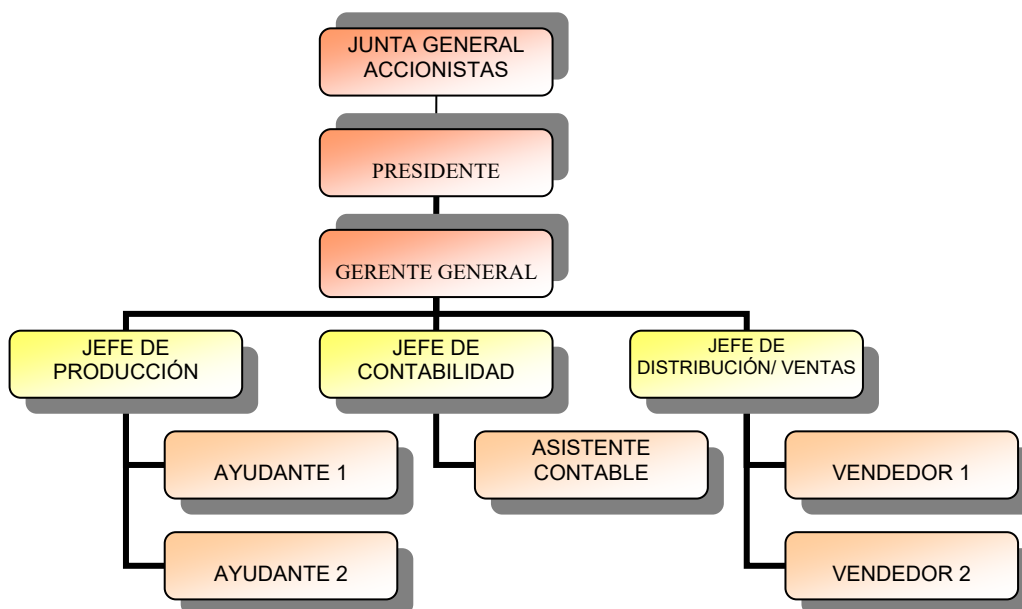 JUNTA GENERAL
ACCIONISTAS
PRESIDENTE
GERENTE GENERAL
JEFE DE
PRODUCCIÓN
JEFE DE
CONTABILIDAD
JEFE DE
DISTRIBUCIÓN/ VENTAS
AYUDANTE 1
ASISTENTE
CONTABLE
VENDEDOR 1
AYUDANTE 2
VENDEDOR 2